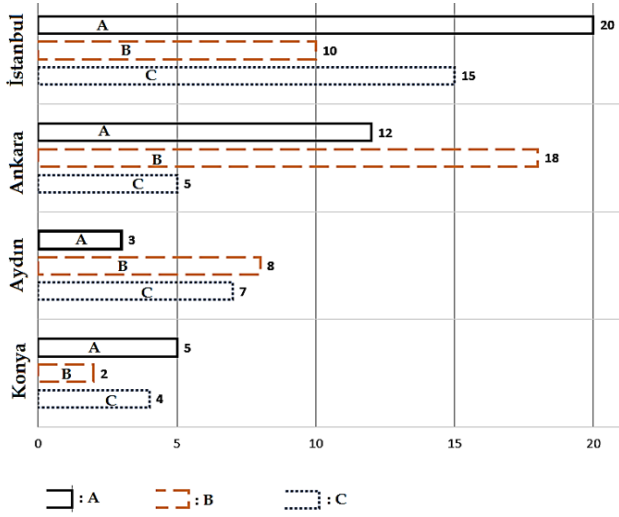 İstanbul
A 20
B 10
C 15
Ankara
A 12
B 18
C 5
Aydın
A 3
B 8
C 7
Konya
A 5
B 2
C 4
0 5 10 15 20
: A : B : C